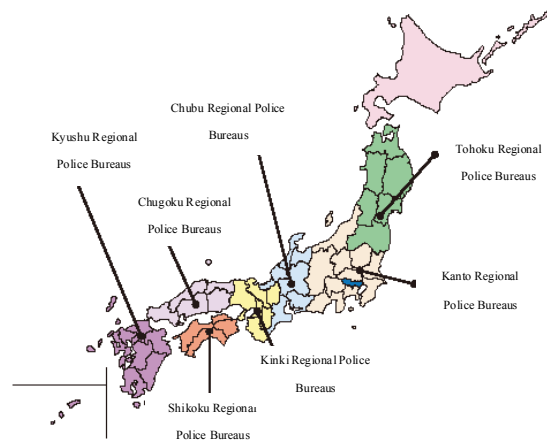 Chubu Regional Police
Bureaus
Kyushu Regional
Police Bureaus
Tohoku Regional
Police Bureaus
Chugoku Regional
Police Bureaus
Kanto Regional
Police Bureaus
Kinki Regional Police
Bureaus
Shikoku Regional
Police Bureaus